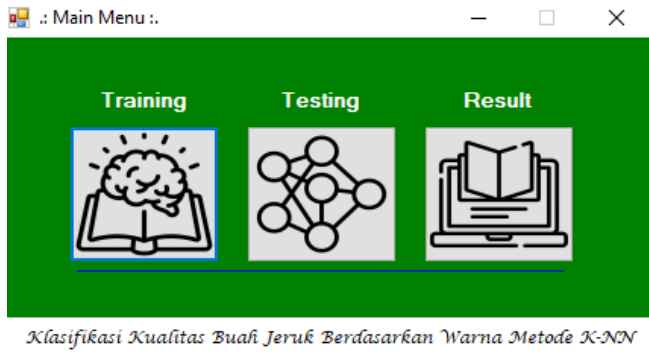 .: Main Menu :.
Training Testing Result
Klasifikasi Kualitas Buah Jeruk Berdasarkan Warna Metode K-NN